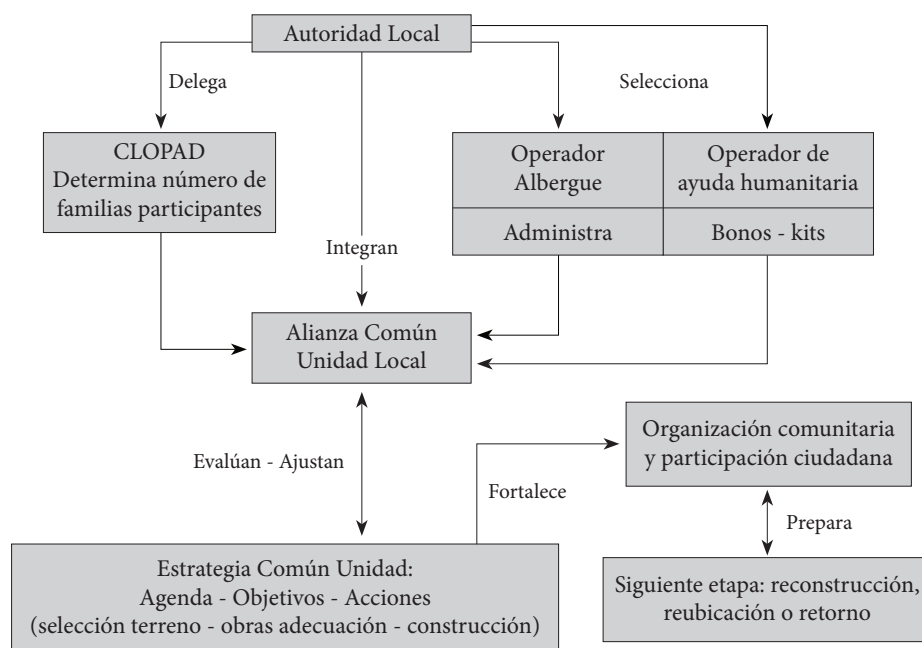 Autoridad Local
Delega
Selecciona
CLOPAD
Determina número de
familias participantes
Operador
Albergue
Operador de
ayuda humanitaria
Administra
Bonos - kits
Integran
Alianza Común
Unidad Local
Evalúan - Ajustan
Organización comunitaria
y participación ciudadana
Fortalece
Prepara
Estrategia Común Unidad:
Agenda - Objetivos - Acciones
(selección terreno - obras adecuación - construcción)
Siguiente etapa: reconstrucción,
reubicación o retorno